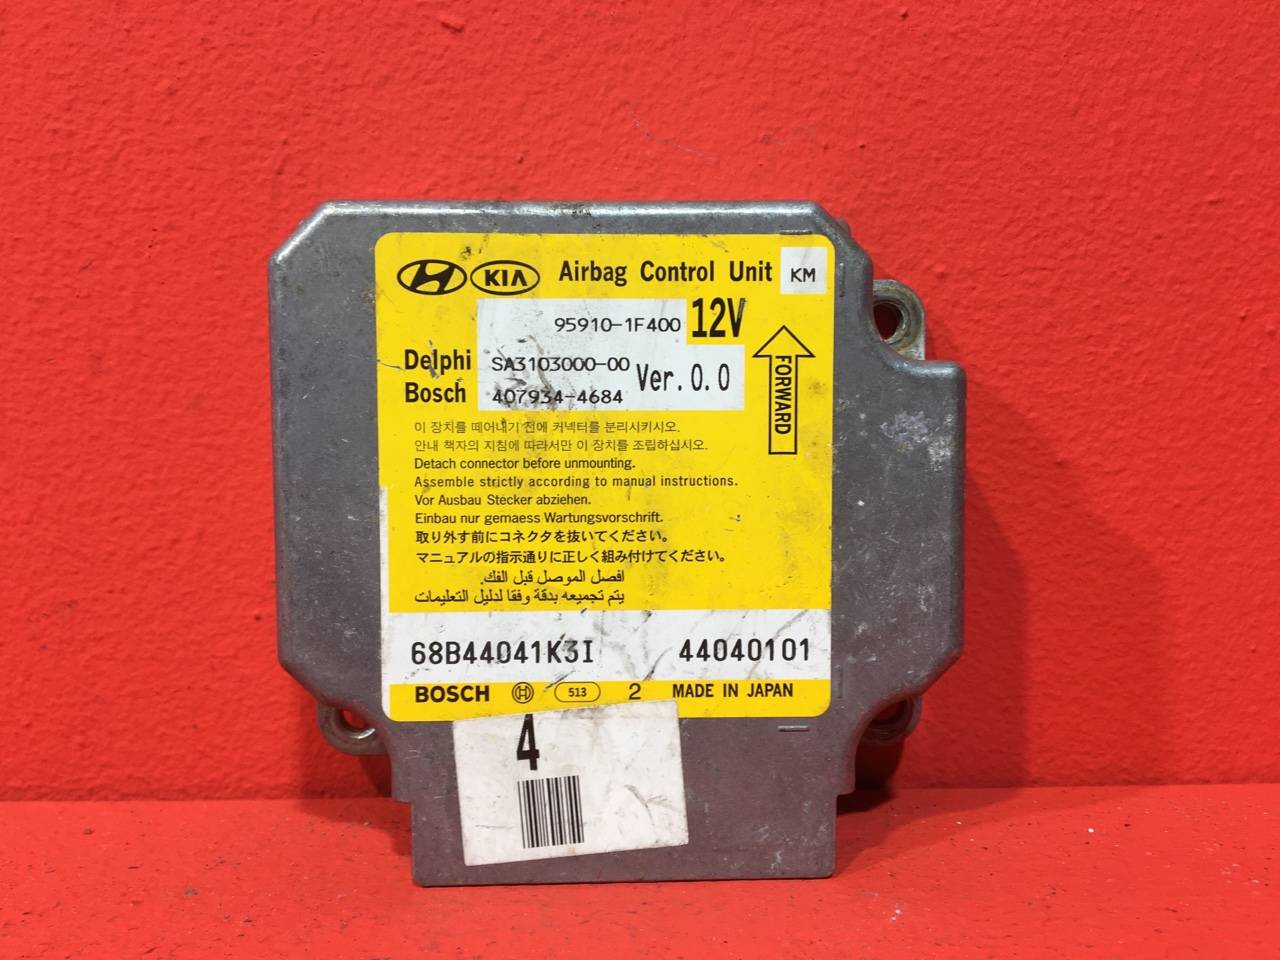 KIA Airbag Control Unit KM
95910-1F400 12V
Delphi SA3103000-00 Ver.0.0
Bosch 407934-4684
FORWARD
이 장치를 떼어내기 전에 커넥터를 분리시키시오.
안내 책자의 지침에 따라서만 이 장치를 조립하십시오.
Detach connector before unmounting.
Assemble strictly according to manual instructions.
Vor Ausbau Stecker abziehen.
Einbau nur gemaess Wartungsvorschrift.
取り外す前にコネクタを抜いてください。
マニュアルの指示通りに正しく組み付けてください。
افصل الموصل قبل الفك.
يتم تجميعه بدقة وفقا لدليل التعليمات
68B44041K3I 44040101
BOSCH 513 2 MADE IN JAPAN
4